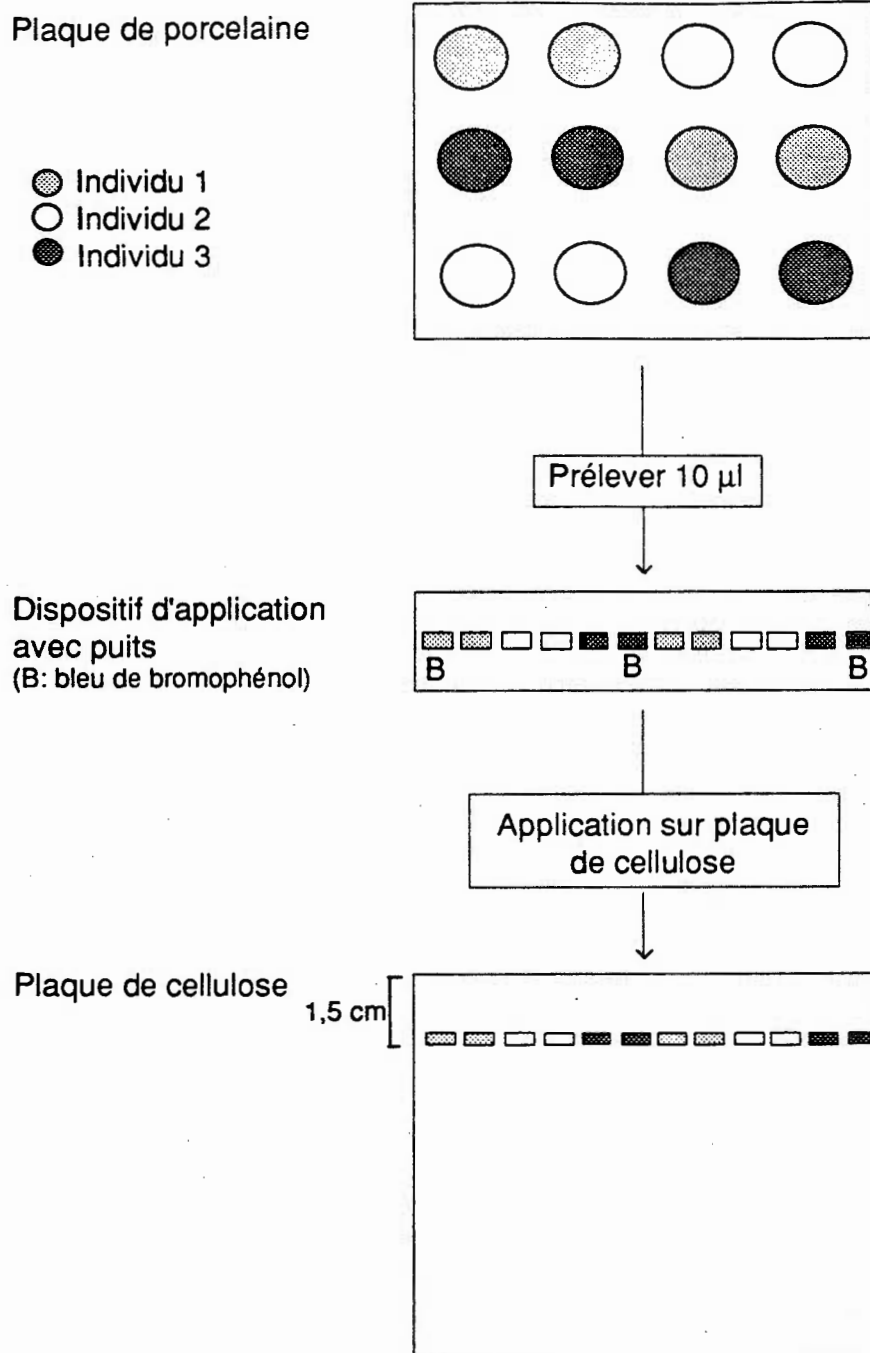 Plaque de porcelaine
Individu 1
Individu 2
Individu 3
Prélever 10 µl
Dispositif d'application
avec puits
(B: bleu de bromophénol)
B B B
Application sur plaque
de cellulose
Plaque de cellulose
1,5 cm